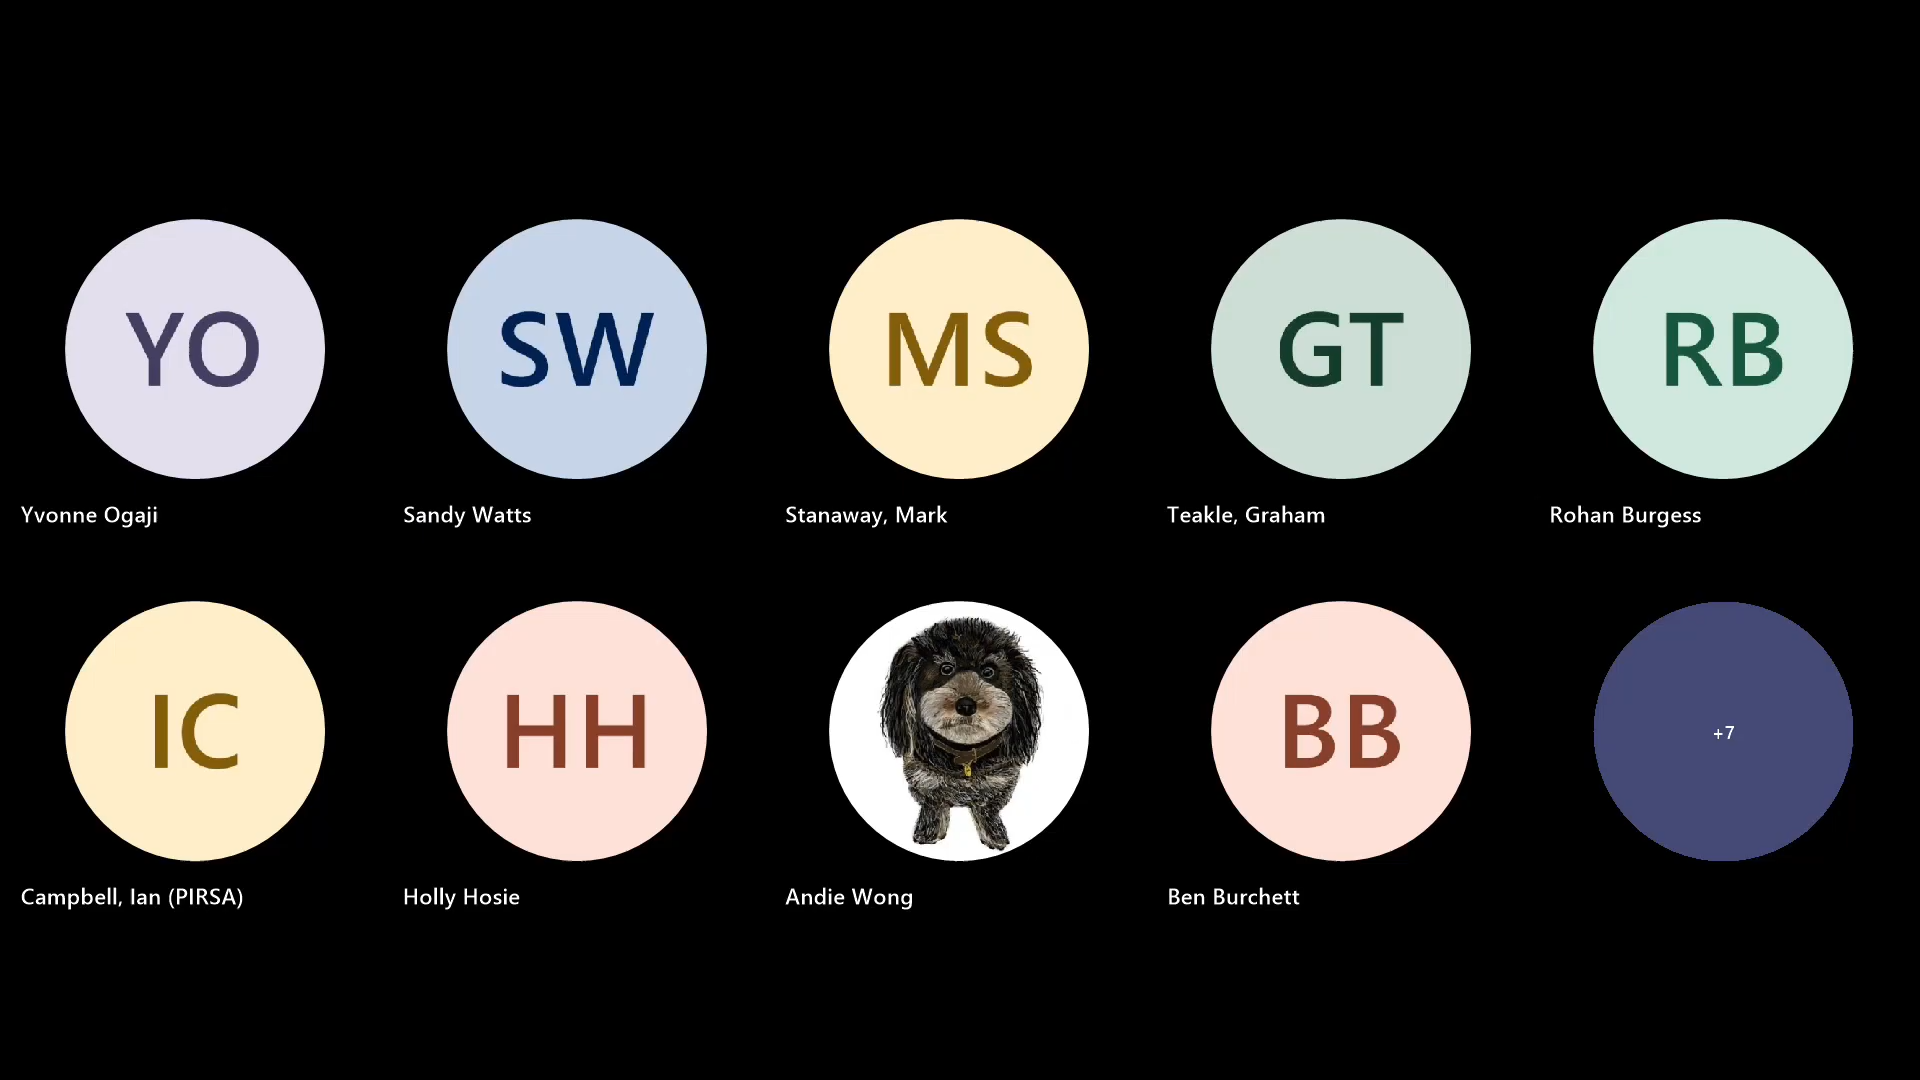 YO
SW
MS
GT
RB
Yvonne Ogaji
Sandy Watts
Stanaway, Mark
Teakle, Graham
Rohan Burgess
IC
HH
BB
+7
Campbell, Ian (PIRSA)
Holly Hosie
Andie Wong
Ben Burchett